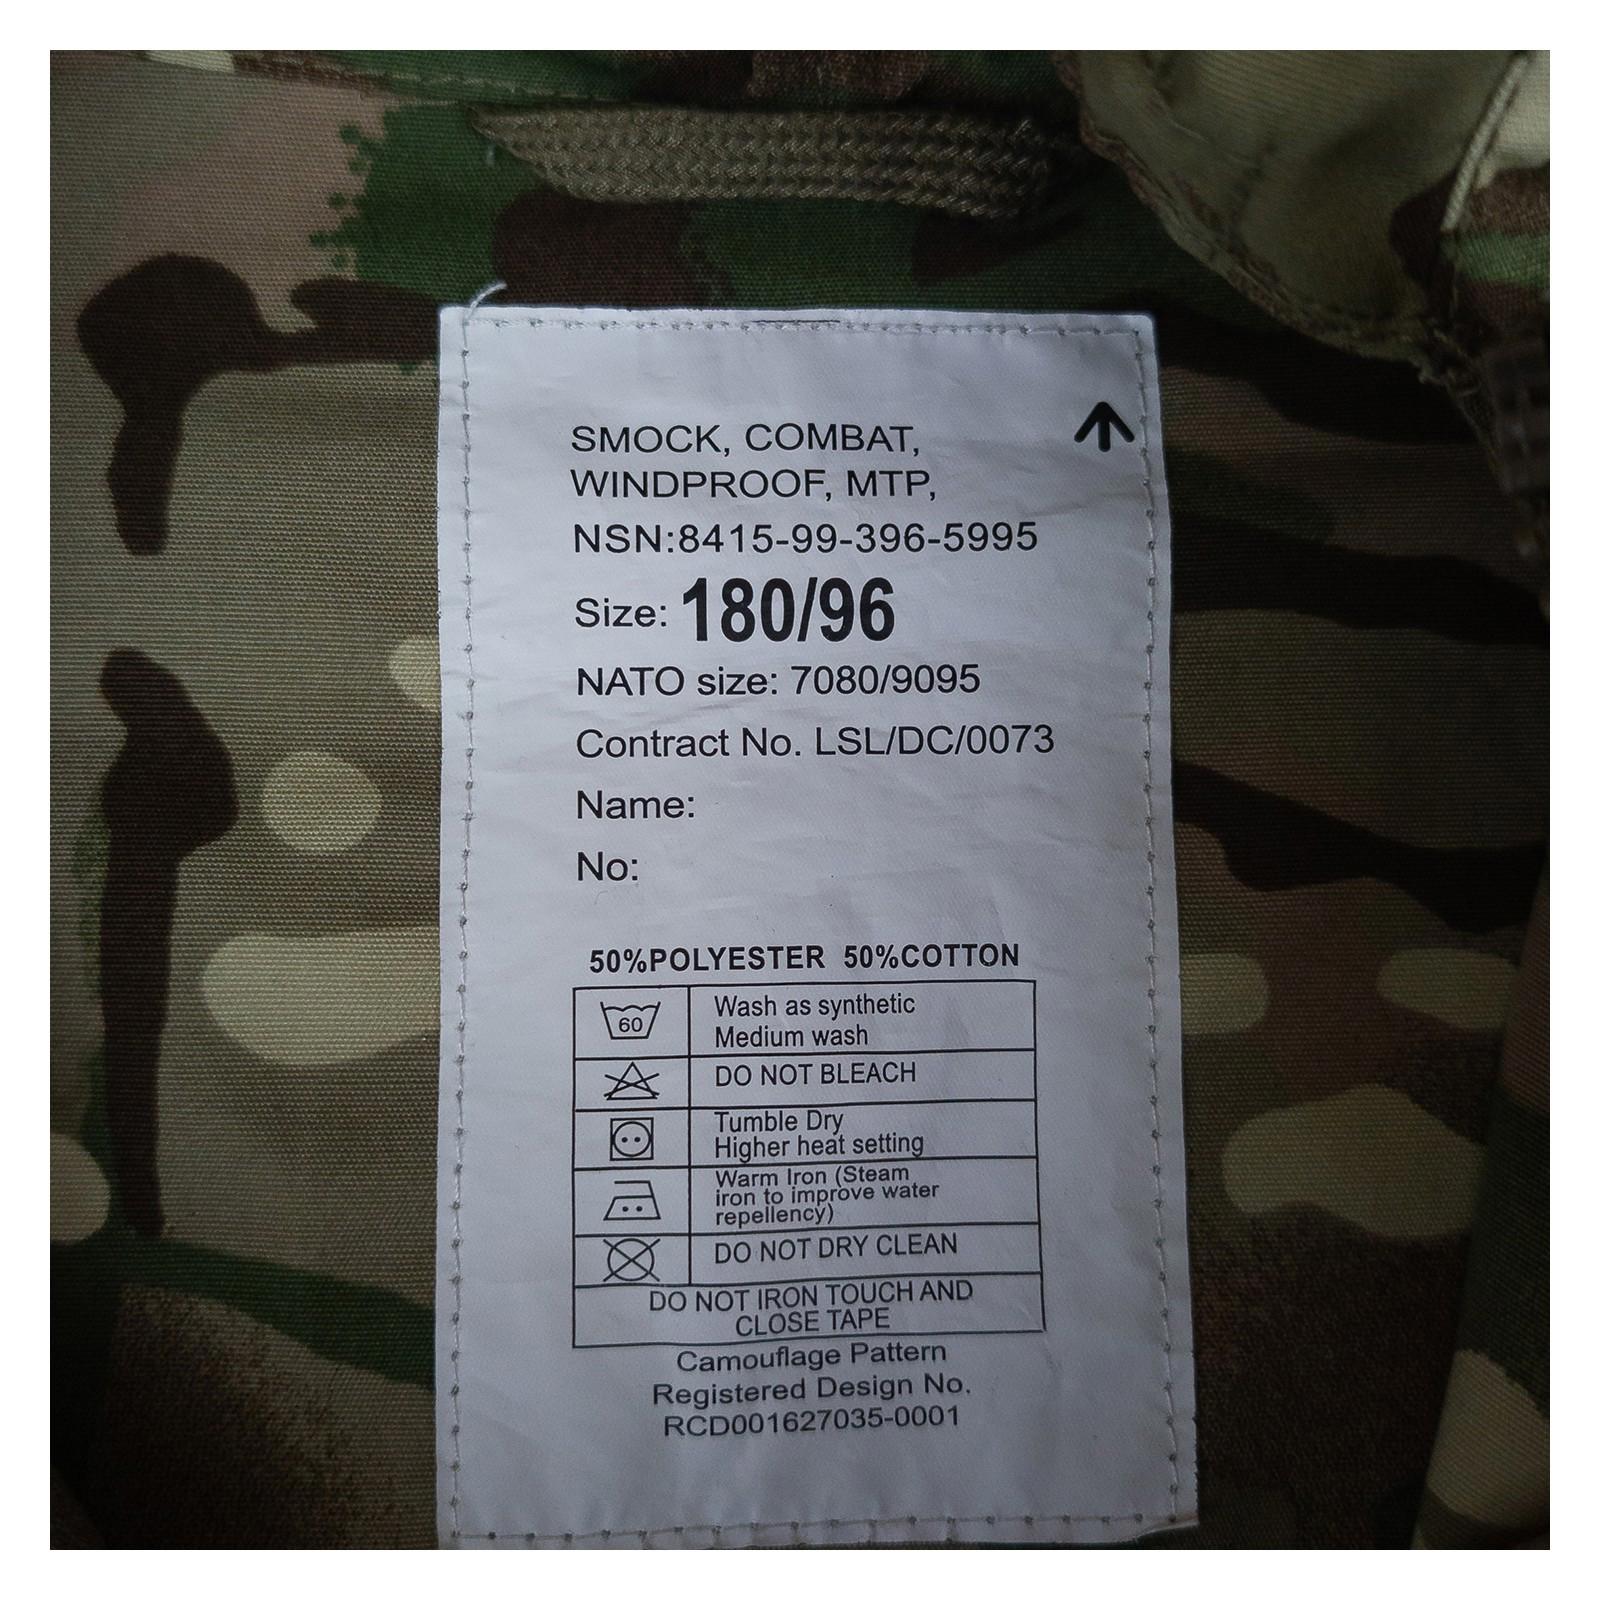 SMOCK, COMBAT,
WINDPROOF, MTP,
NSN:8415-99-396-5995
Size: 180/96
NATO size: 7080/9095
Contract No. LSL/DC/0073
Name:
No:
50%POLYESTER 50%COTTON
60
Wash as synthetic
Medium wash
DO NOT BLEACH
Tumble Dry
Higher heat setting
Warm Iron (Steam
iron to improve water
repellency)
DO NOT DRY CLEAN
DO NOT IRON TOUCH AND
CLOSE TAPE
Camouflage Pattern
Registered Design No.
RCD001627035-0001